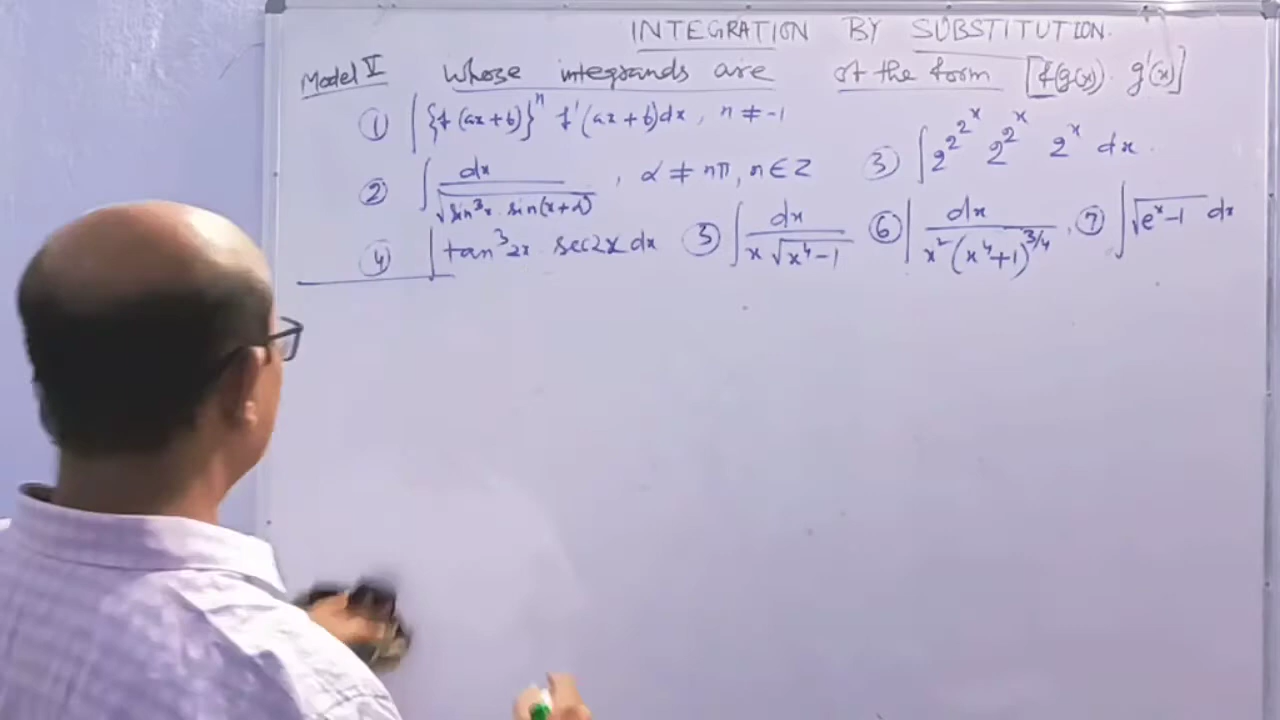 INTEGRATION BY SUBSTITUTION.
Model V whose integrands are of the form [f(g(x)) · g'(x)]
① ∫ {f(ax+b)}ⁿ f'(ax+b)dx, n ≠ -1
② ∫ dx / √(sin³x · sin(x+α)) , α ≠ nπ, n ∈ Z ③ ∫ 2^(2^(2^x)) 2^(2^x) 2^x dx.
④ ∫ tan³2x · sec2x dx ⑤ ∫ dx / (x √(x⁴-1)) ⑥ ∫ dx / (x² (x⁴+1)^(3/4)), ⑦ ∫ √(eˣ-1) dx